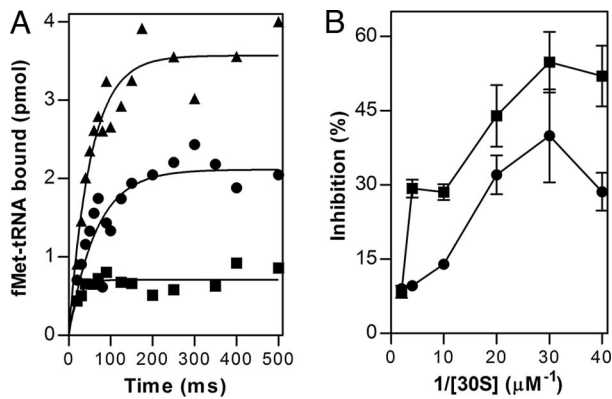 A
fMet-tRNA bound (pmol)
4
3
2
1
0
0 100 200 300 400 500
Time (ms)
B
Inhibition (%)
60
45
30
15
0
0 10 20 30 40
1/[30S] (μM⁻¹)